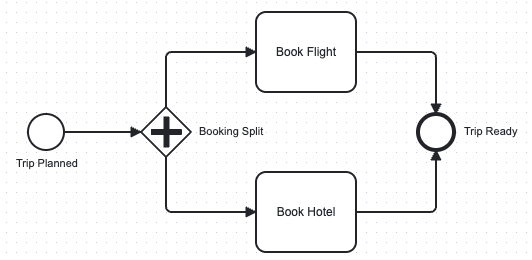 Book Flight
Booking Split
Trip Ready
Trip Planned
Book Hotel